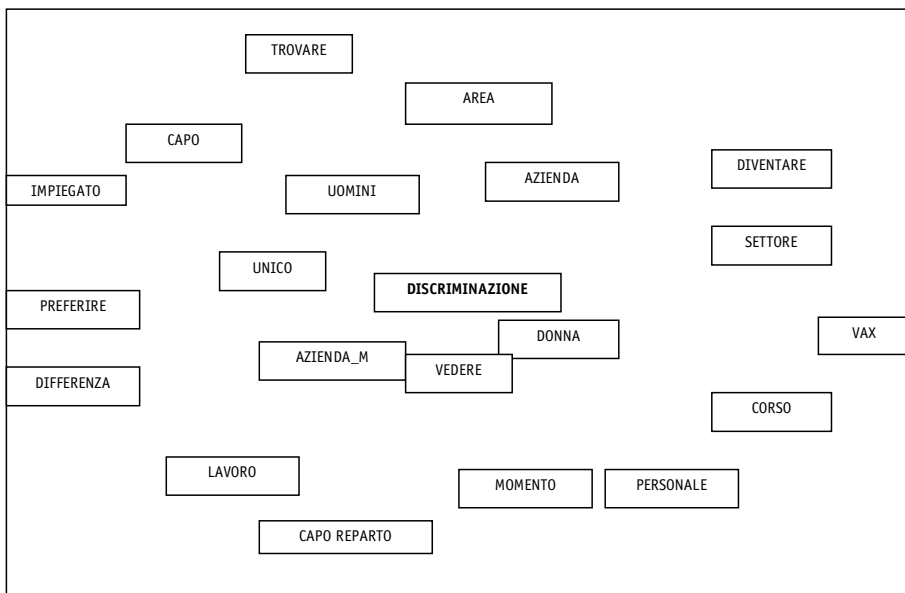 TROVARE
AREA
CAPO
DIVENTARE
AZIENDA
IMPIEGATO
UOMINI
SETTORE
UNICO
DISCRIMINAZIONE
PREFERIRE
DONNA
VAX
AZIENDA_M
VEDERE
DIFFERENZA
CORSO
LAVORO
MOMENTO
PERSONALE
CAPO REPARTO